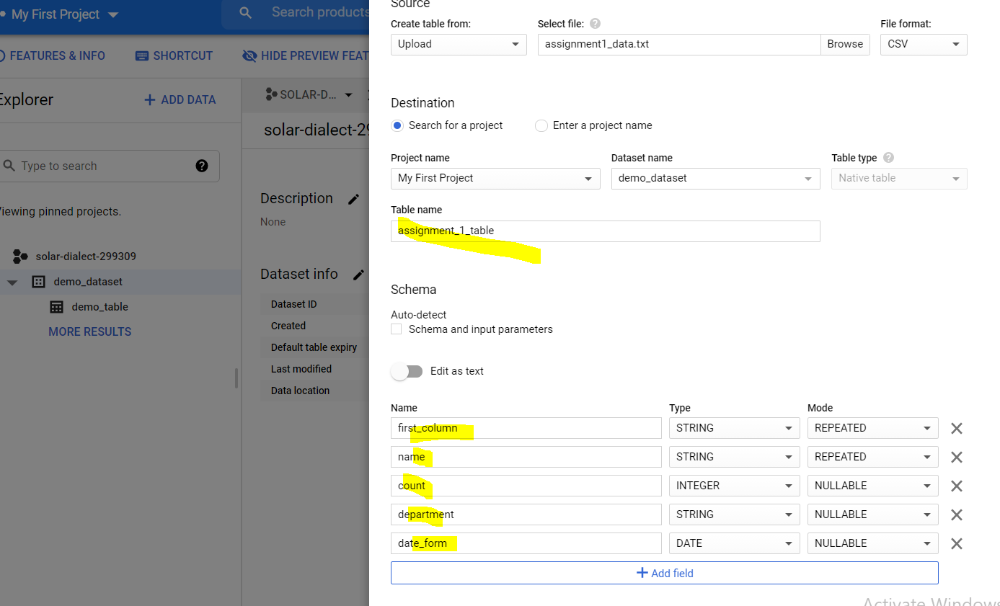 My First Project
Search products
FEATURES & INFO
SHORTCUT
HIDE PREVIEW FEAT
Explorer
ADD DATA
SOLAR-D...
solar-dialect-29
Type to search
Viewing pinned projects.
solar-dialect-299309
demo_dataset
demo_table
MORE RESULTS
Description
None
Dataset info
Dataset ID
Created
Default table expiry
Last modified
Data location
Source
Create table from:
Select file:
File format:
Upload
assignment1_data.txt
Browse
CSV
Destination
Search for a project
Enter a project name
Project name
Dataset name
Table type
My First Project
demo_dataset
Native table
Table name
assignment_1_table
Schema
Auto-detect
Schema and input parameters
Edit as text
Name Type Mode
first_column STRING REPEATED
name STRING REPEATED
count INTEGER NULLABLE
department STRING NULLABLE
date_form DATE NULLABLE
Add field
Activate Windows